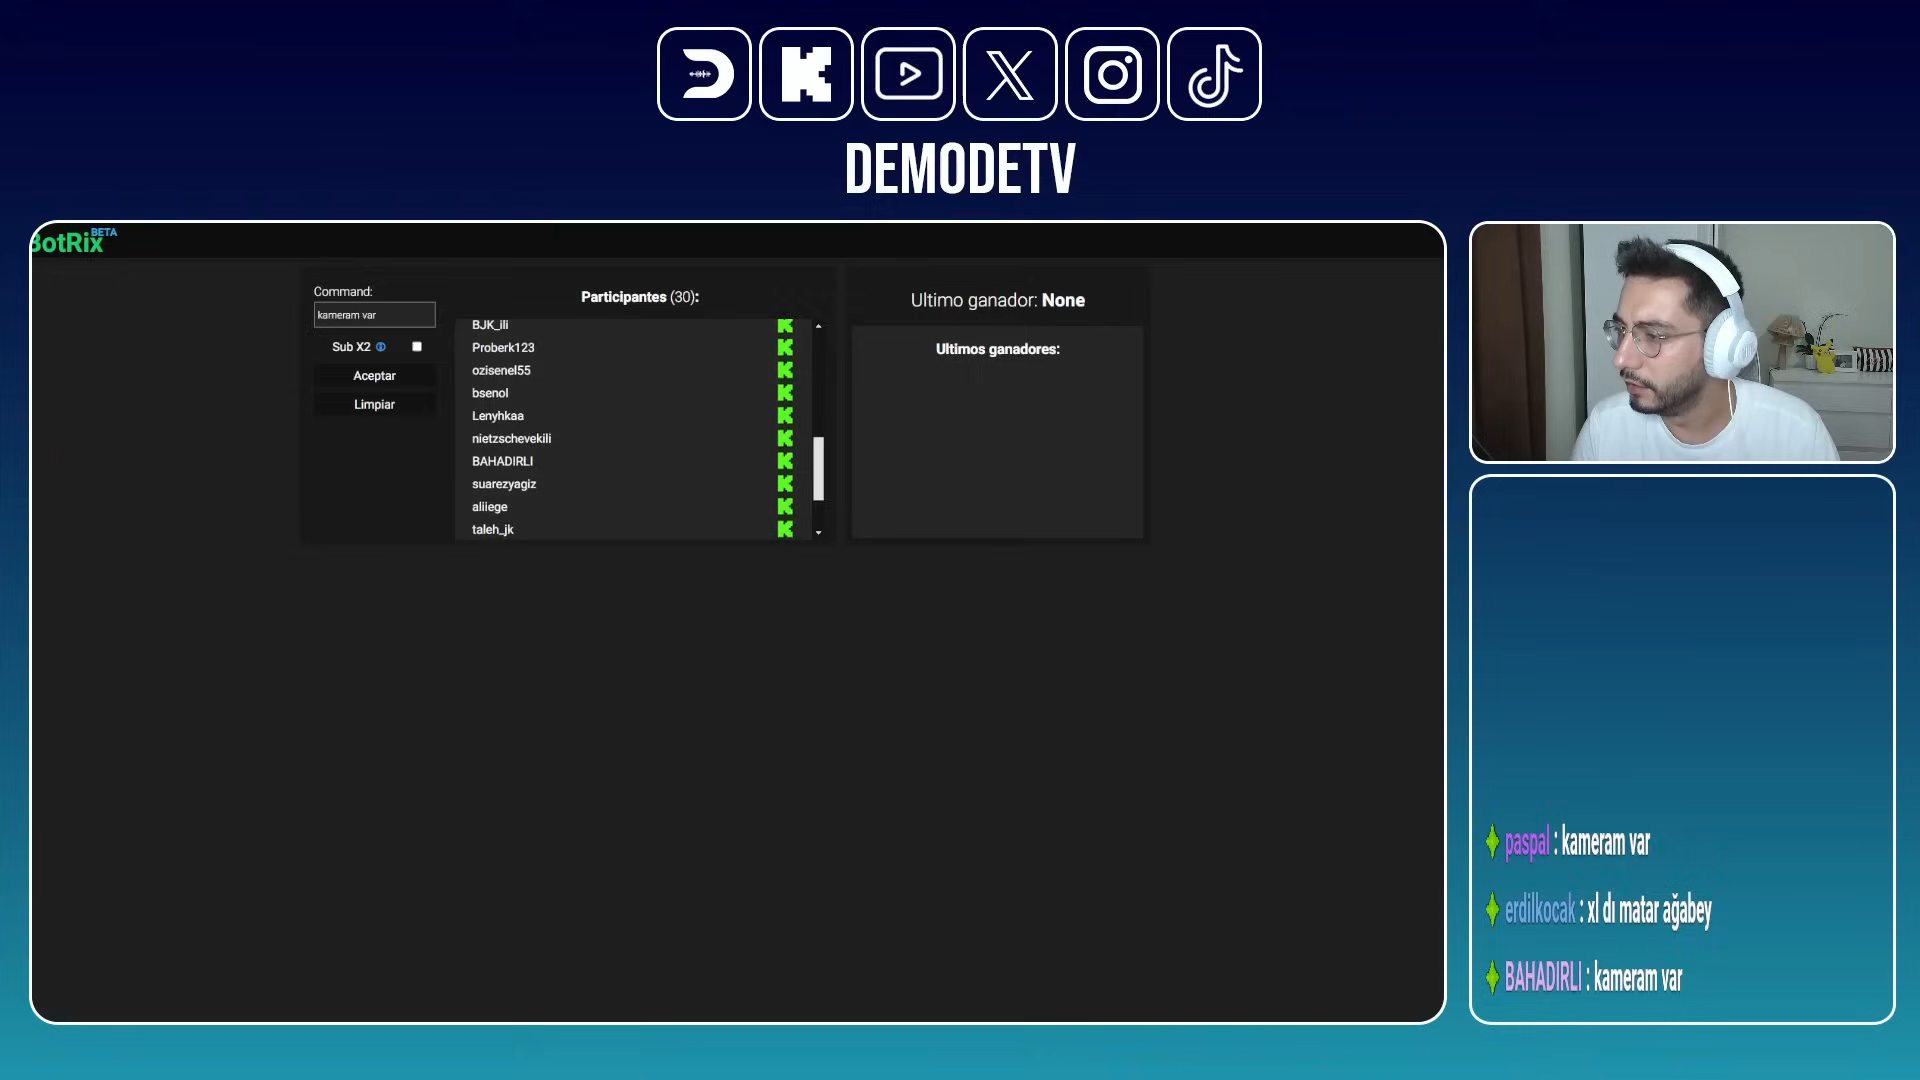 DEMODETV
BotRix BETA
Command:
kameram var
Sub X2
Aceptar
Limpiar
Participantes (30):
BJK_ili
Proberk123
ozisenel55
bsenol
Lenyhkaa
nietzschevekili
BAHADIRLI
suarezyagiz
aliiege
taleh_jk
Ultimo ganador: None
Ultimos ganadores:
paspal : kameram var
erdilkocak : xl dı matar ağabey
BAHADIRLI : kameram var